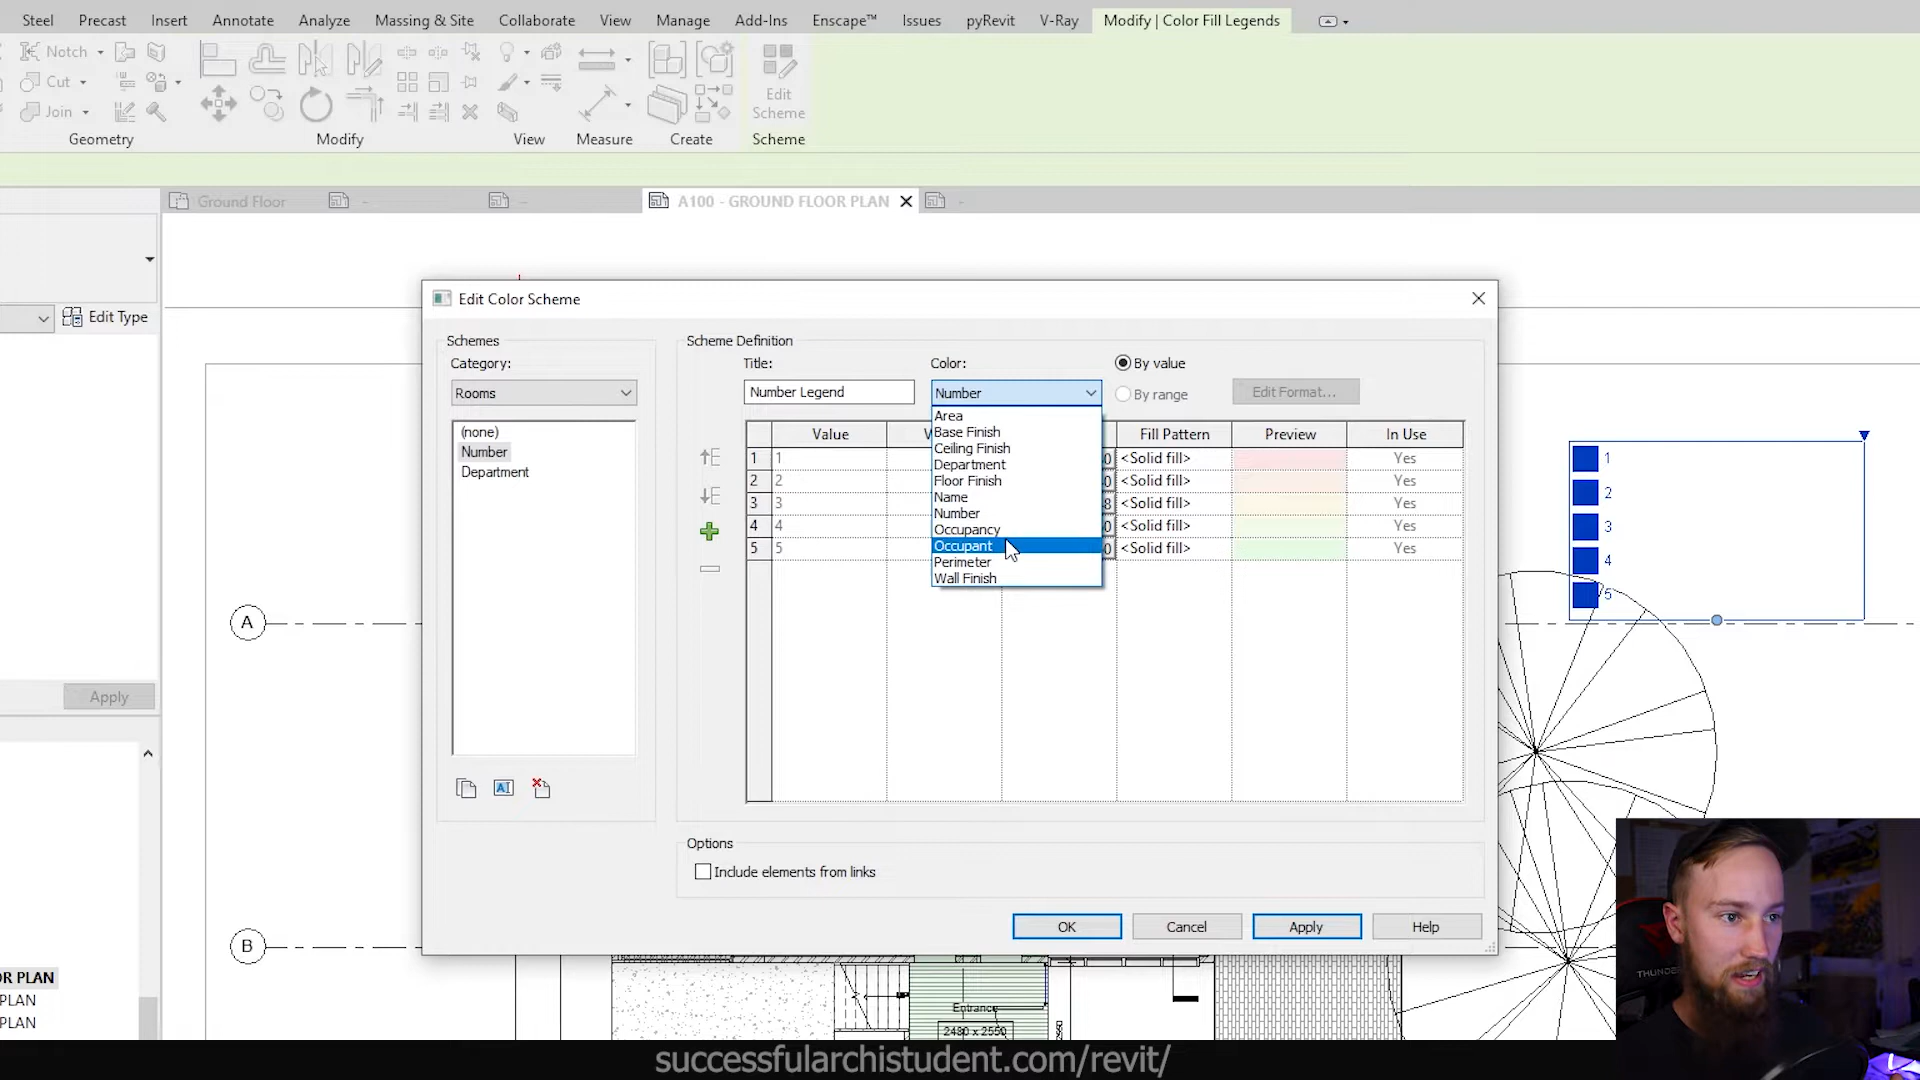 Steel Precast Insert Annotate Analyze Massing & Site Collaborate View Manage Add-Ins Enscape™ Issues pyRevit V-Ray Modify | Color Fill Legends
Notch
Cut
Join
Edit
Scheme
Geometry Modify View Measure Create Scheme
Ground Floor - - A100 - GROUND FLOOR PLAN -
Edit Type
Apply
OR PLAN
PLAN
PLAN
A
B
Edit Color Scheme
Schemes
Category:
Rooms
(none)
Number
Department
Scheme Definition
Title: Color: By value
Number Legend Number By range Edit Format...
Area
Base Finish
Ceiling Finish
Department
Floor Finish
Name
Number
Occupancy
Occupant
Perimeter
Wall Finish
Value Fill Pattern Preview In Use
1 1 <Solid fill> Yes
2 2 <Solid fill> Yes
3 3 <Solid fill> Yes
4 4 <Solid fill> Yes
5 5 <Solid fill> Yes
Options
Include elements from links
OK Cancel Apply Help
1
2
3
4
5
Entrance
2480 x 2550
successfularchistudent.com/revit/